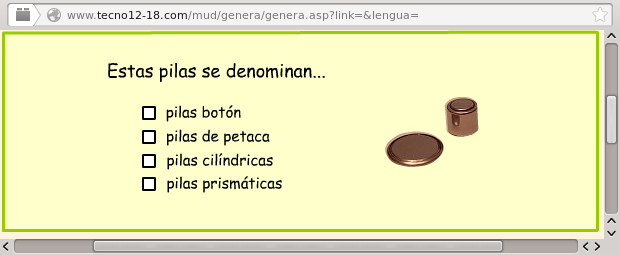 www.tecno12-18.com/mud/genera/genera.asp?link=&lengua=
Estas pilas se denominan...
pilas botón
pilas de petaca
pilas cilíndricas
pilas prismáticas